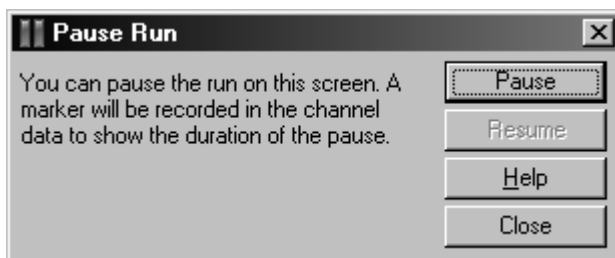 Pause Run
You can pause the run on this screen. A
marker will be recorded in the channel
data to show the duration of the pause.
Pause
Resume
Help
Close